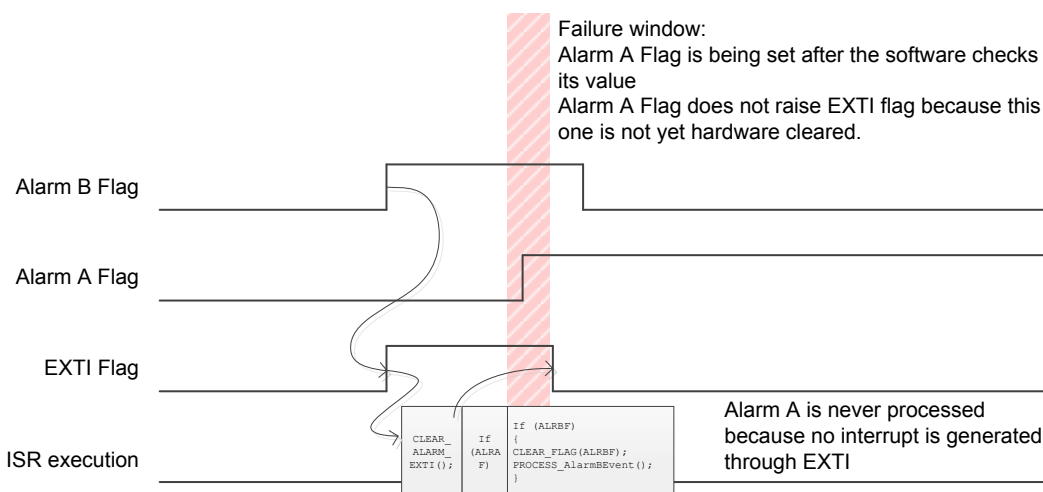 Failure window:
Alarm A Flag is being set after the software checks
its value
Alarm A Flag does not raise EXTI flag because this
one is not yet hardware cleared.
Alarm B Flag
Alarm A Flag
EXTI Flag
ISR execution
CLEAR_
ALARM_
EXTI();
If
(ALRA
F)
If (ALRBF)
{
CLEAR_FLAG(ALRBF);
PROCESS_AlarmBEvent();
}
Alarm A is never processed
because no interrupt is generated
through EXTI